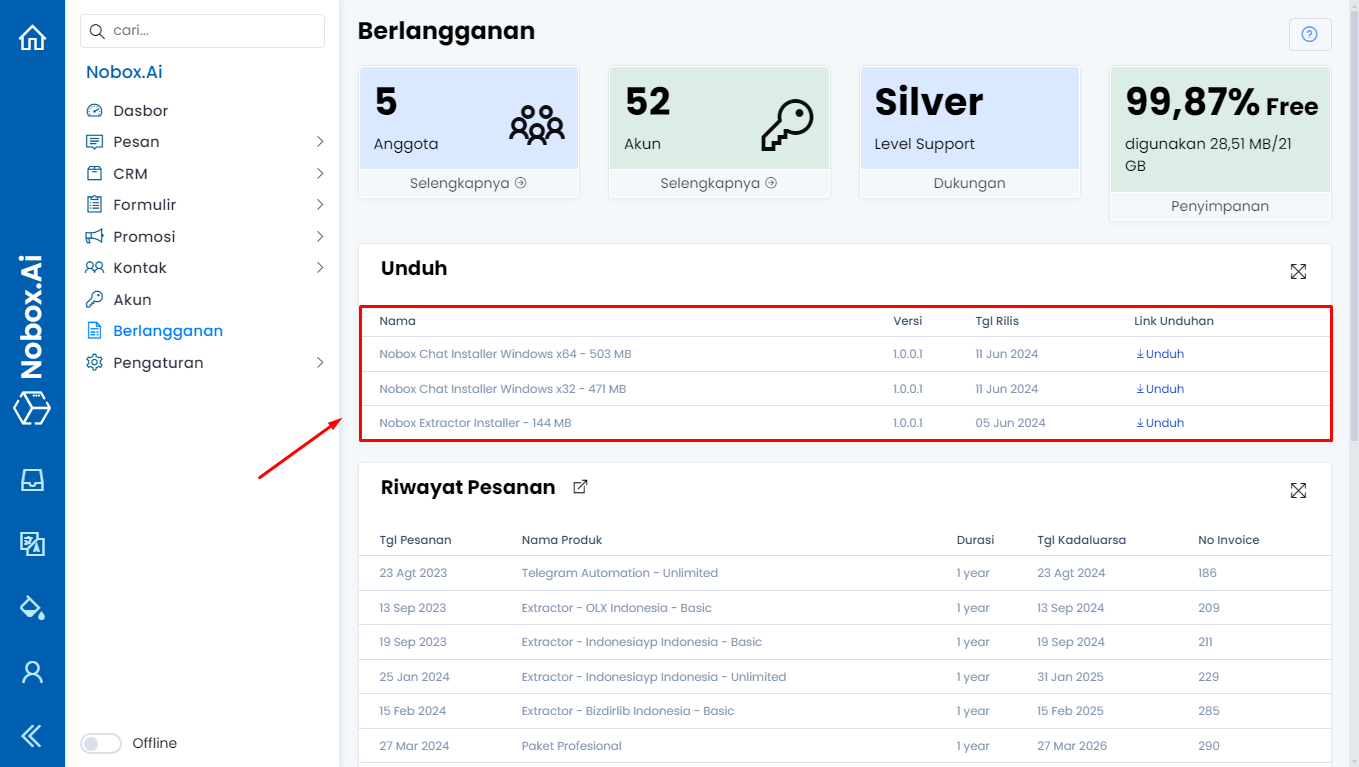 cari...
Nobox.Ai
Dasbor
Pesan
CRM
Formulir
Promosi
Kontak
Akun
Berlangganan
Pengaturan
Offline
Nobox.Ai
Berlangganan
5
Anggota
Selengkapnya
52
Akun
Selengkapnya
Silver
Level Support
Dukungan
99,87% Free
digunakan 28,51 MB/21
GB
Penyimpanan
Unduh
Nama Versi Tgl Rilis Link Unduhan
Nobox Chat Installer Windows x64 - 503 MB 1.0.0.1 11 Jun 2024 Unduh
Nobox Chat Installer Windows x32 - 471 MB 1.0.0.1 11 Jun 2024 Unduh
Nobox Extractor Installer - 144 MB 1.0.0.1 05 Jun 2024 Unduh
Riwayat Pesanan
Tgl Pesanan Nama Produk Durasi Tgl Kadaluarsa No Invoice
23 Agt 2023 Telegram Automation - Unlimited 1 year 23 Agt 2024 186
13 Sep 2023 Extractor - OLX Indonesia - Basic 1 year 13 Sep 2024 209
19 Sep 2023 Extractor - Indonesiayp Indonesia - Basic 1 year 19 Sep 2024 211
25 Jan 2024 Extractor - Indonesiayp Indonesia - Unlimited 1 year 31 Jan 2025 229
15 Feb 2024 Extractor - Bizdirlib Indonesia - Basic 1 year 15 Feb 2025 285
27 Mar 2024 Paket Profesional 1 year 27 Mar 2026 290